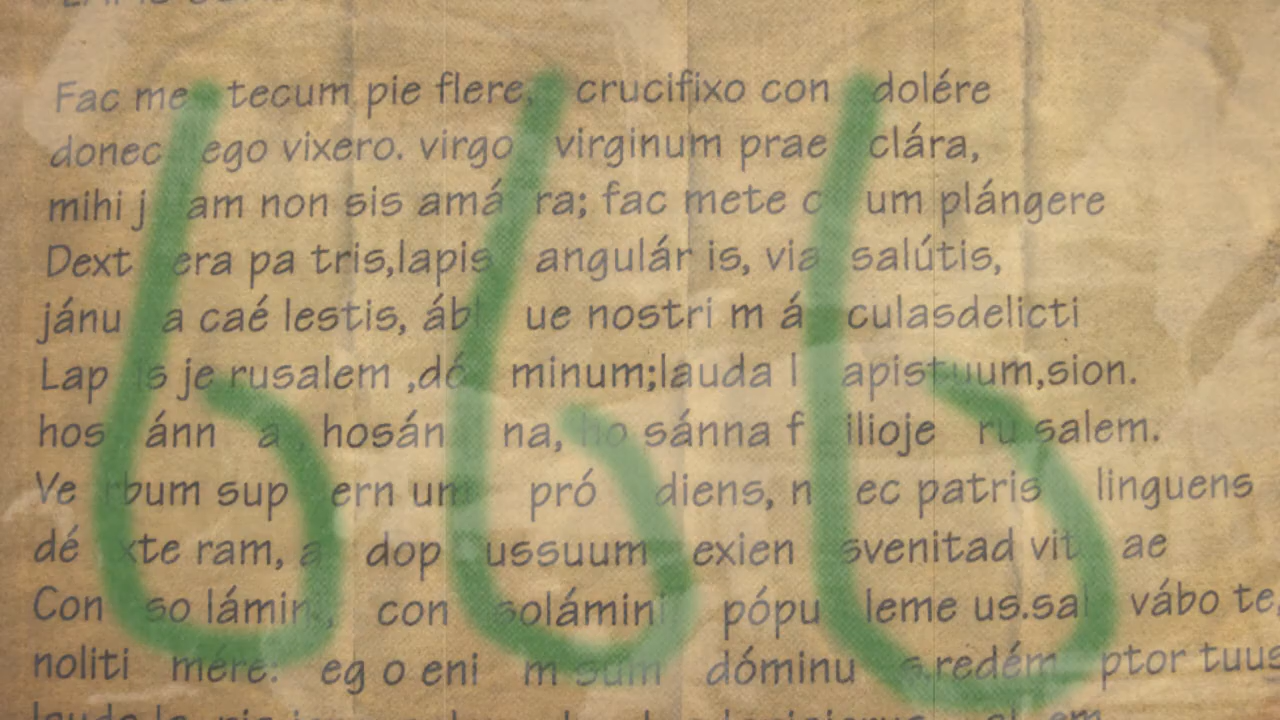 Fac me tecum pie flere, crucifixo con dolére
donec ego vixero. virgo virginum prae clára,
mihi j am non sis amá ra; fac mete c um plángere
Dext era pa tris,lapis angulár is, via salútis,
jánu a caé lestis, ábl ue nostri m á culasdelicti
Lap is je rusalem ,dó minum;lauda l apistuum,sion.
hos ánn a , hosán na, ho sánna f ilioje ru salem.
Ve rbum sup ern um pró diens, n ec patris linguens
dé xte ram, a dop ussuum exien svenitad vit ae
Con so lámini, con solámini pópu leme us.sal vábo te,
noliti mére: eg o eni m sum dóminu s.redém ptor tuus
666